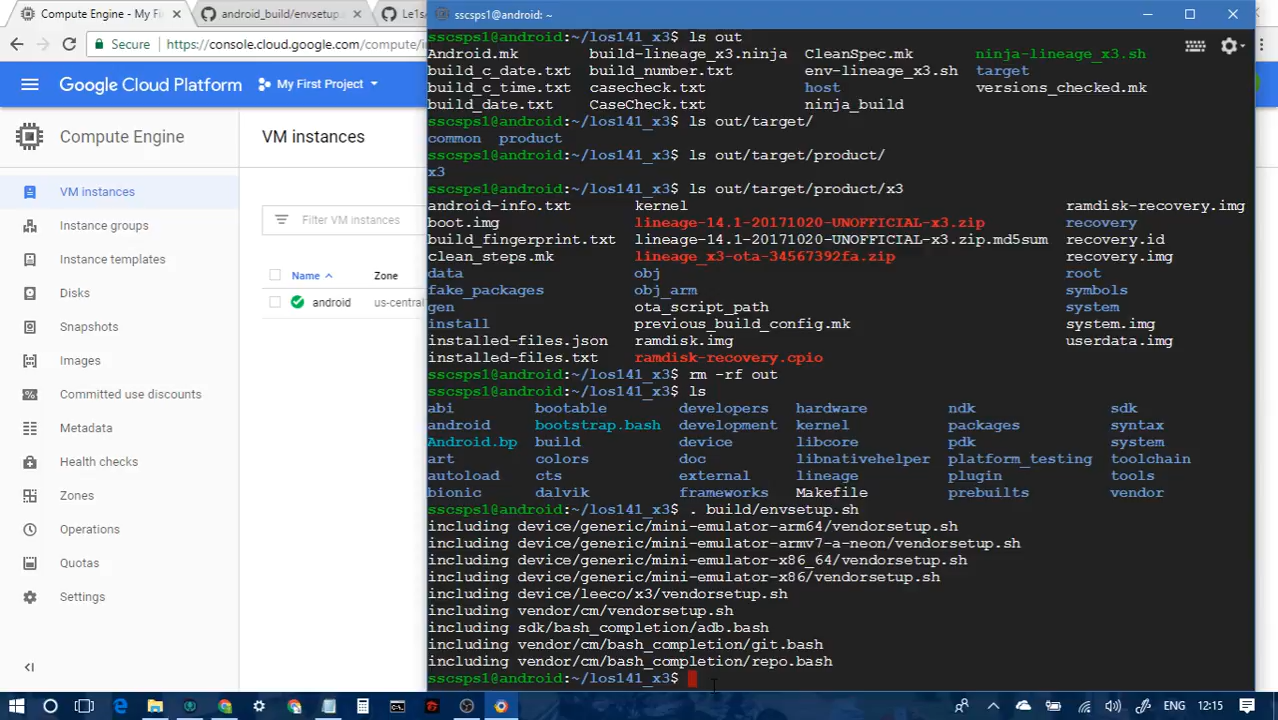 Compute Engine - My Fi
android_build/envsetup
Le1s/
sscsps1@android: ~
Secure
https://console.cloud.google.com/compute/i
Google Cloud Platform
My First Project
Compute Engine
VM instances
VM instances
Instance groups
Instance templates
Disks
Snapshots
Images
Committed use discounts
Metadata
Health checks
Zones
Operations
Quotas
Settings
Filter VM instances
Name
Zone
android
us-central
sscsps1@android:~/los141_x3$ ls out
Android.mk build-lineage_x3.ninja CleanSpec.mk ninja-lineage_x3.sh
build_c_date.txt build_number.txt env-lineage_x3.sh target
build_c_time.txt casecheck.txt host versions_checked.mk
build_date.txt CaseCheck.txt ninja_build
sscsps1@android:~/los141_x3$ ls out/target/
common product
sscsps1@android:~/los141_x3$ ls out/target/product/
x3
sscsps1@android:~/los141_x3$ ls out/target/product/x3
android-info.txt kernel ramdisk-recovery.img
boot.img lineage-14.1-20171020-UNOFFICIAL-x3.zip recovery
build_fingerprint.txt lineage-14.1-20171020-UNOFFICIAL-x3.zip.md5sum recovery.id
clean_steps.mk lineage_x3-ota-34567392fa.zip recovery.img
data obj root
fake_packages obj_arm symbols
gen ota_script_path system
install previous_build_config.mk system.img
installed-files.json ramdisk.img userdata.img
installed-files.txt ramdisk-recovery.cpio
sscsps1@android:~/los141_x3$ rm -rf out
sscsps1@android:~/los141_x3$ ls
abi bootable developers hardware ndk sdk
android bootstrap.bash development kernel packages syntax
Android.bp build device libcore pdk system
art colors doc libnativehelper platform_testing toolchain
autoload cts external lineage plugin tools
bionic dalvik frameworks Makefile prebuilts vendor
sscsps1@android:~/los141_x3$ . build/envsetup.sh
including device/generic/mini-emulator-arm64/vendorsetup.sh
including device/generic/mini-emulator-armv7-a-neon/vendorsetup.sh
including device/generic/mini-emulator-x86_64/vendorsetup.sh
including device/generic/mini-emulator-x86/vendorsetup.sh
including device/leeco/x3/vendorsetup.sh
including vendor/cm/vendorsetup.sh
including sdk/bash_completion/adb.bash
including vendor/cm/bash_completion/git.bash
including vendor/cm/bash_completion/repo.bash
sscsps1@android:~/los141_x3$
ENG 12:15